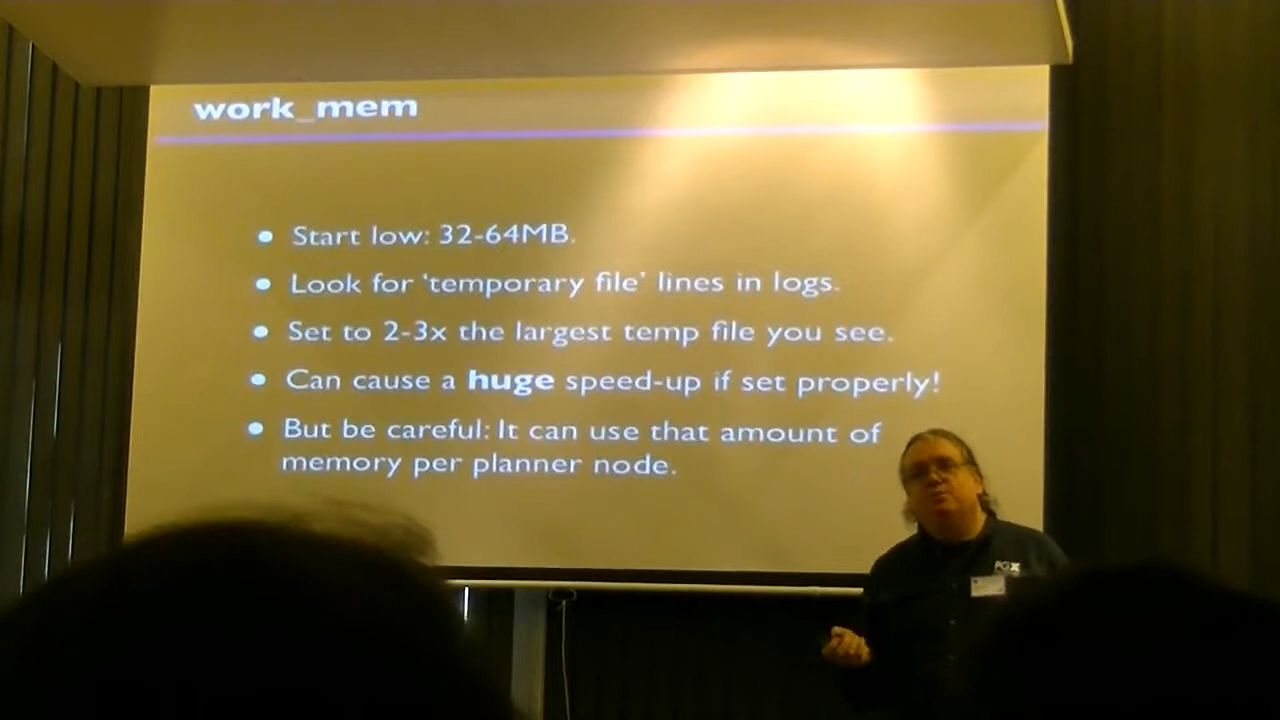 work_mem
• Start low: 32-64MB.
• Look for ‘temporary file’ lines in logs.
• Set to 2-3x the largest temp file you see.
• Can cause a huge speed-up if set properly!
• But be careful: It can use that amount of
memory per planner node.